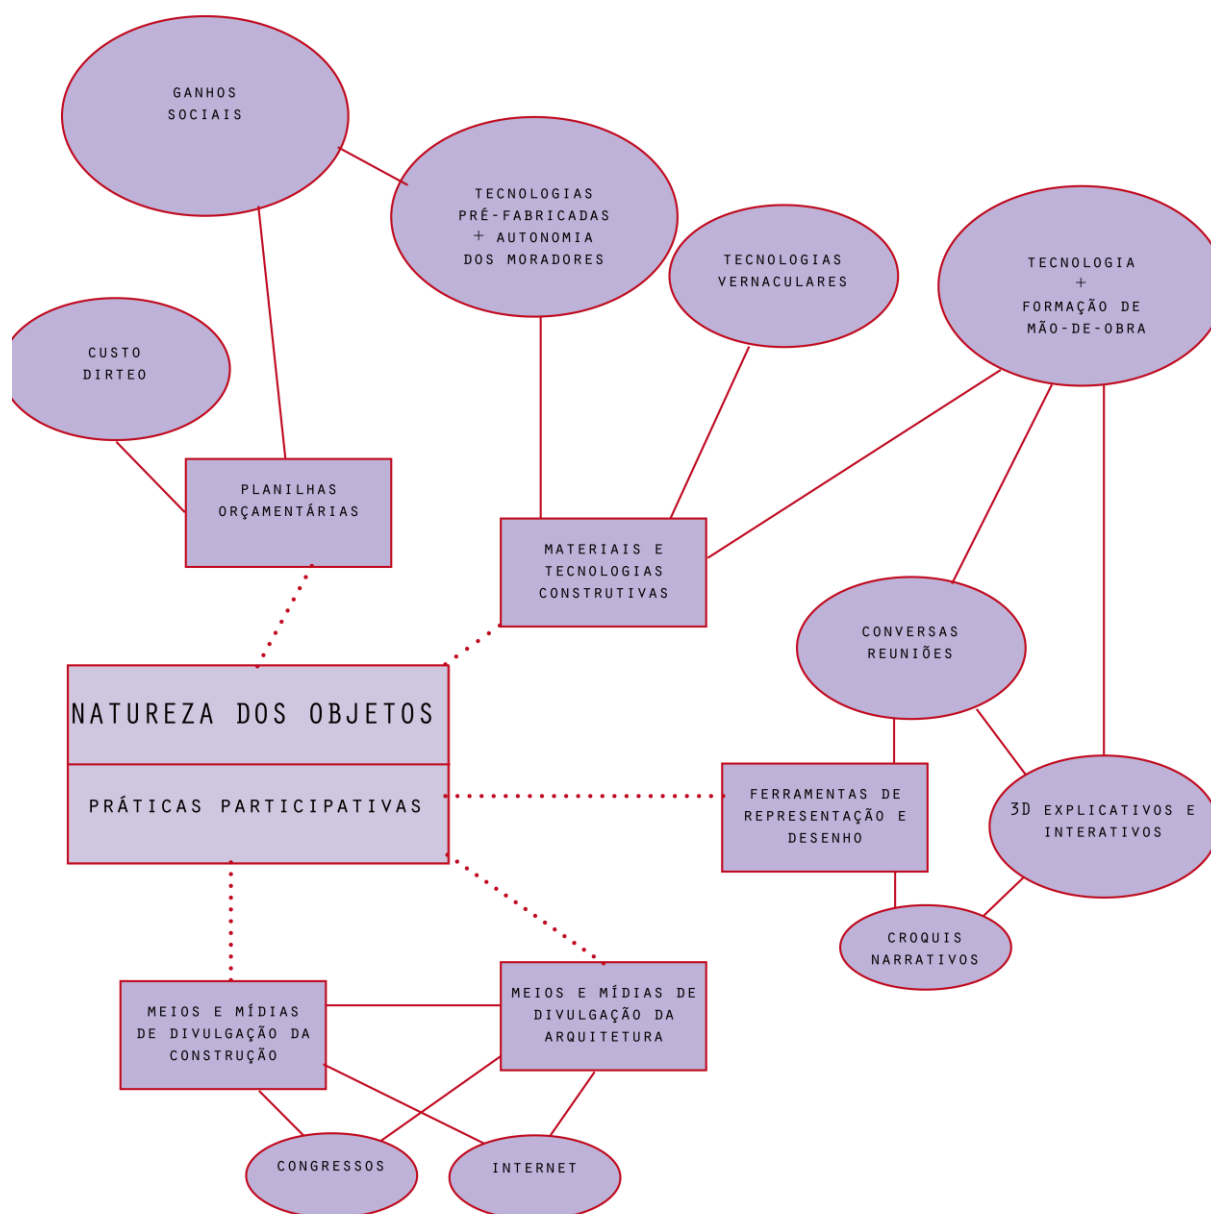 GANHOS
SOCIAIS
TECNOLOGIAS
PRÉ-FABRICADAS
+ AUTONOMIA
DOS MORADORES
TECNOLOGIAS
VERNACULARES
TECNOLOGIA
+
FORMAÇÃO DE
MÃO-DE-OBRA
CUSTO
DIRTEO
PLANILHAS
ORÇAMENTÁRIAS
MATERIAIS E
TECNOLOGIAS
CONSTRUTIVAS
CONVERSAS
REUNIÕES
NATUREZA DOS OBJETOS
PRÁTICAS PARTICIPATIVAS
FERRAMENTAS DE
REPRESENTAÇÃO E
DESENHO
3D EXPLICATIVOS E
INTERATIVOS
CROQUIS
NARRATIVOS
MEIOS E MÍDIAS
DE DIVULGAÇÃO DA
CONSTRUÇÃO
MEIOS E MÍDIAS DE
DIVULGAÇÃO DA
ARQUITETURA
CONGRESSOS
INTERNET